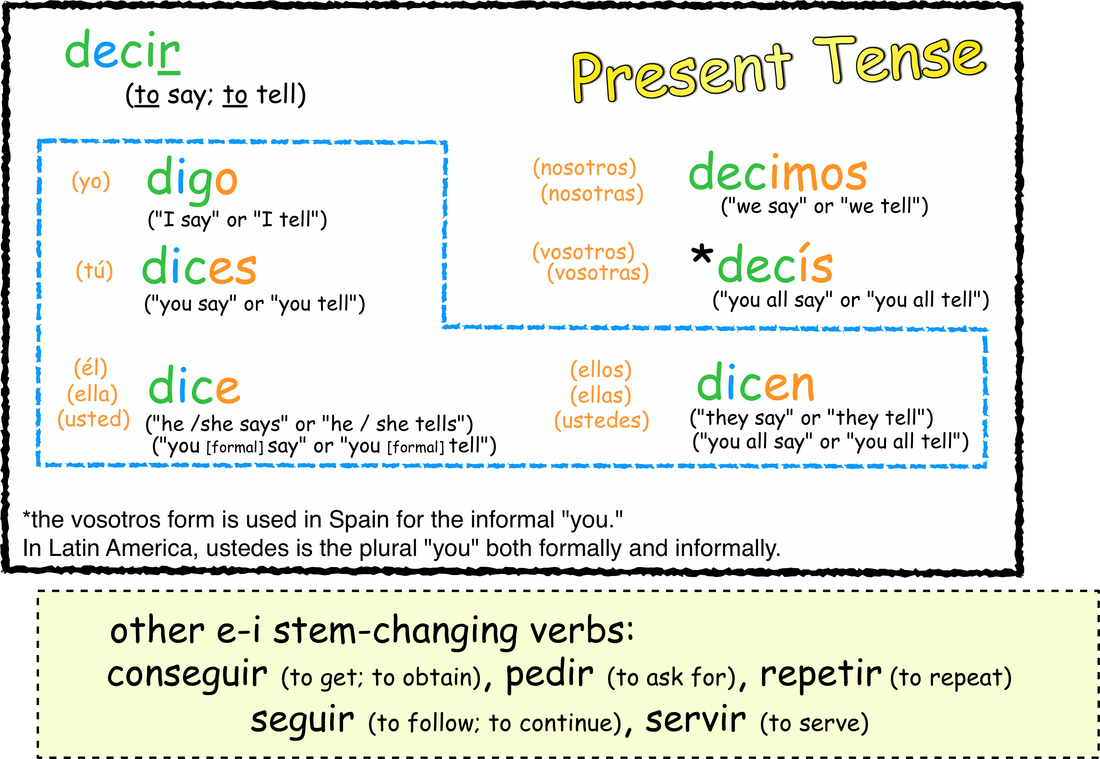 decir
(to say; to tell)
Present Tense
(yo) digo
("I say" or "I tell")
(tú) dices
("you say" or "you tell")
(él)
(ella)
(usted)
dice
("he /she says" or "he / she tells")
("you [formal] say" or "you [formal] tell")
(nosotros)
(nosotras)
decimos
("we say" or "we tell")
(vosotros)
(vosotras)
*decís
("you all say" or "you all tell")
(ellos)
(ellas)
(ustedes)
dicen
("they say" or "they tell")
("you all say" or "you all tell")
*the vosotros form is used in Spain for the informal "you."
In Latin America, ustedes is the plural "you" both formally and informally.
other e-i stem-changing verbs:
conseguir (to get; to obtain), pedir (to ask for), repetir (to repeat)
seguir (to follow; to continue), servir (to serve)